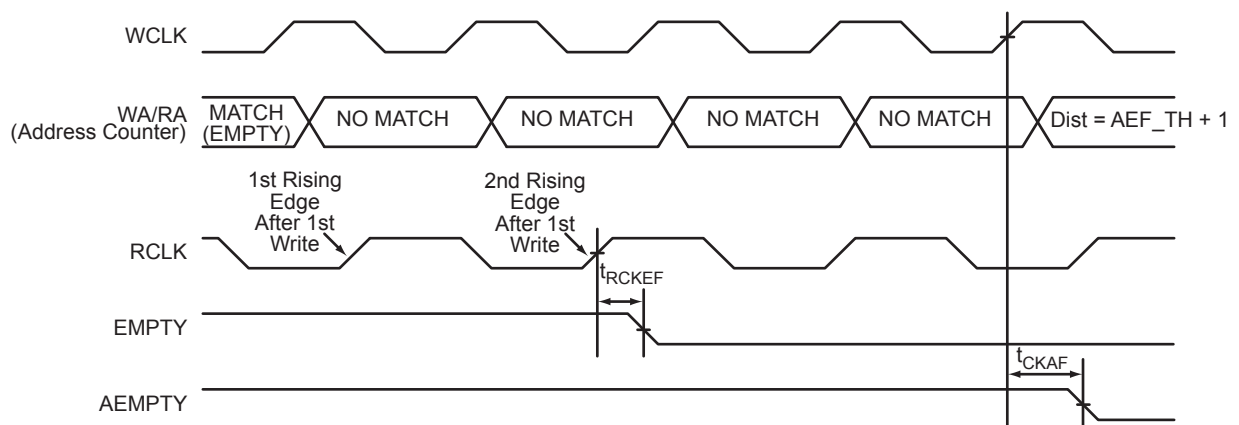 WCLK
WA/RA
(Address Counter)
MATCH
(EMPTY)
NO MATCH
NO MATCH
NO MATCH
NO MATCH
Dist = AEF_TH + 1
1st Rising
Edge
After 1st
Write
2nd Rising
Edge
After 1st
Write
RCLK
tRCKEF
EMPTY
tCKAF
AEMPTY